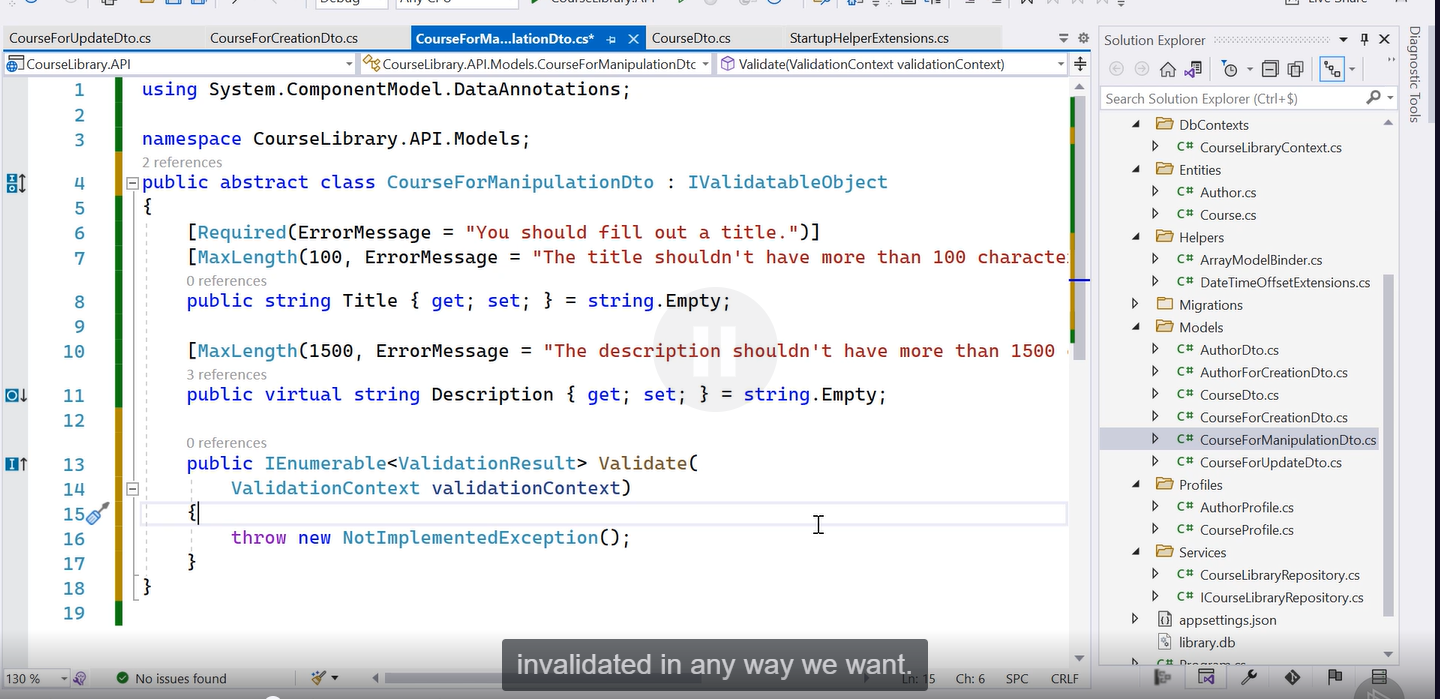 CourseForUpdateDto.cs
CourseForCreationDto.cs
CourseForMa...lationDto.cs*
CourseDto.cs
StartupHelperExtensions.cs
CourseLibrary.API
CourseLibrary.API.Models.CourseForManipulationDtc
Validate(ValidationContext validationContext)
1 using System.ComponentModel.DataAnnotations;
2
3 namespace CourseLibrary.API.Models;
2 references
4 public abstract class CourseForManipulationDto : IValidatableObject
5 {
6 [Required(ErrorMessage = "You should fill out a title.")]
7 [MaxLength(100, ErrorMessage = "The title shouldn't have more than 100 characte
0 references
8 public string Title { get; set; } = string.Empty;
9
10 [MaxLength(1500, ErrorMessage = "The description shouldn't have more than 1500
3 references
11 public virtual string Description { get; set; } = string.Empty;
12
0 references
13 public IEnumerable<ValidationResult> Validate(
14 ValidationContext validationContext)
15 {
16 throw new NotImplementedException();
17 }
18 }
19
invalidated in any way we want.
130 %
No issues found
Ln: 15 Ch: 6 SPC CRLF
Live Share
Solution Explorer
Search Solution Explorer (Ctrl+$)
DbContexts
C# CourseLibraryContext.cs
Entities
C# Author.cs
C# Course.cs
Helpers
C# ArrayModelBinder.cs
C# DateTimeOffsetExtensions.cs
Migrations
Models
C# AuthorDto.cs
C# AuthorForCreationDto.cs
C# CourseDto.cs
C# CourseForCreationDto.cs
C# CourseForManipulationDto.cs
C# CourseForUpdateDto.cs
Profiles
C# AuthorProfile.cs
C# CourseProfile.cs
Services
C# CourseLibraryRepository.cs
C# ICourseLibraryRepository.cs
appsettings.json
library.db
Diagnostic Tools